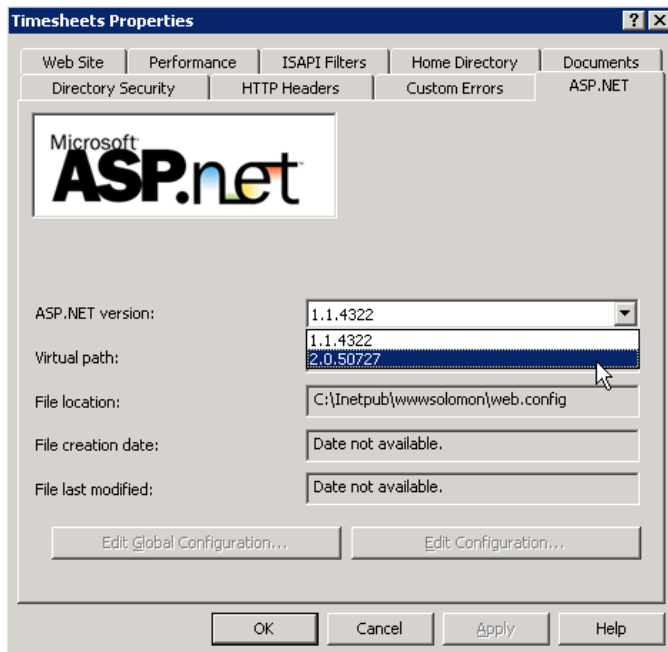 Timesheets Properties
Web Site
Performance
ISAPI Filters
Home Directory
Documents
Directory Security
HTTP Headers
Custom Errors
ASP.NET
Microsoft
ASP.net
ASP.NET version:
1.1.4322
1.1.4322
2.0.50727
Virtual path:
File location:
C:\Inetpub\wwwsolomon\web.config
File creation date:
Date not available.
File last modified:
Date not available.
Edit Global Configuration...
Edit Configuration...
OK
Cancel
Apply
Help